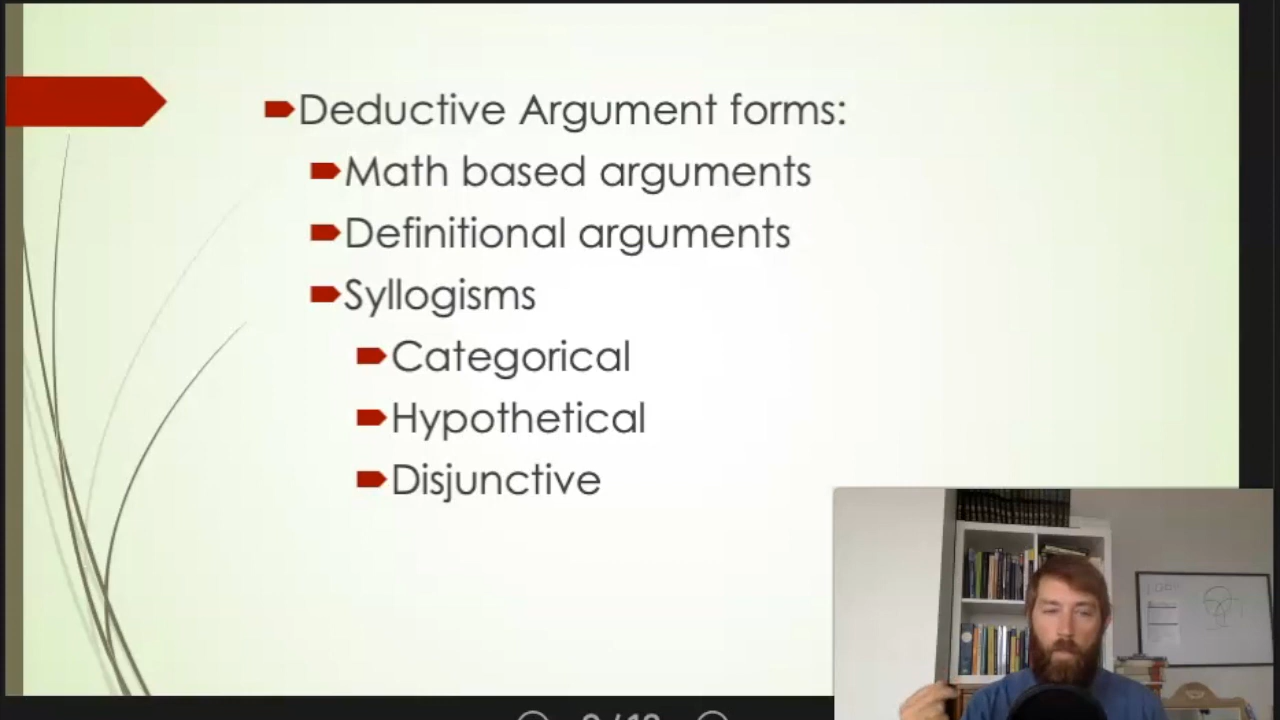 Deductive Argument forms:
Math based arguments
Definitional arguments
Syllogisms
Categorical
Hypothetical
Disjunctive